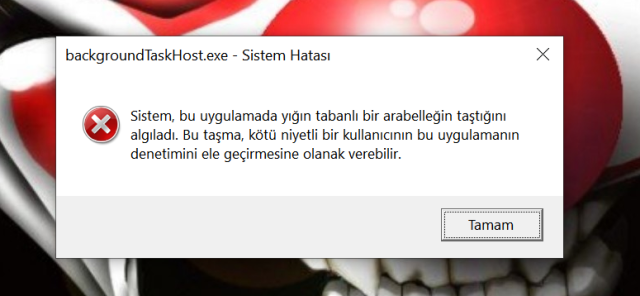 backgroundTaskHost.exe - Sistem Hatası
Sistem, bu uygulamada yığın tabanlı bir arabelleğin taştığını
algıladı. Bu taşma, kötü niyetli bir kullanıcının bu uygulamanın
denetimini ele geçirmesine olanak verebilir.
Tamam